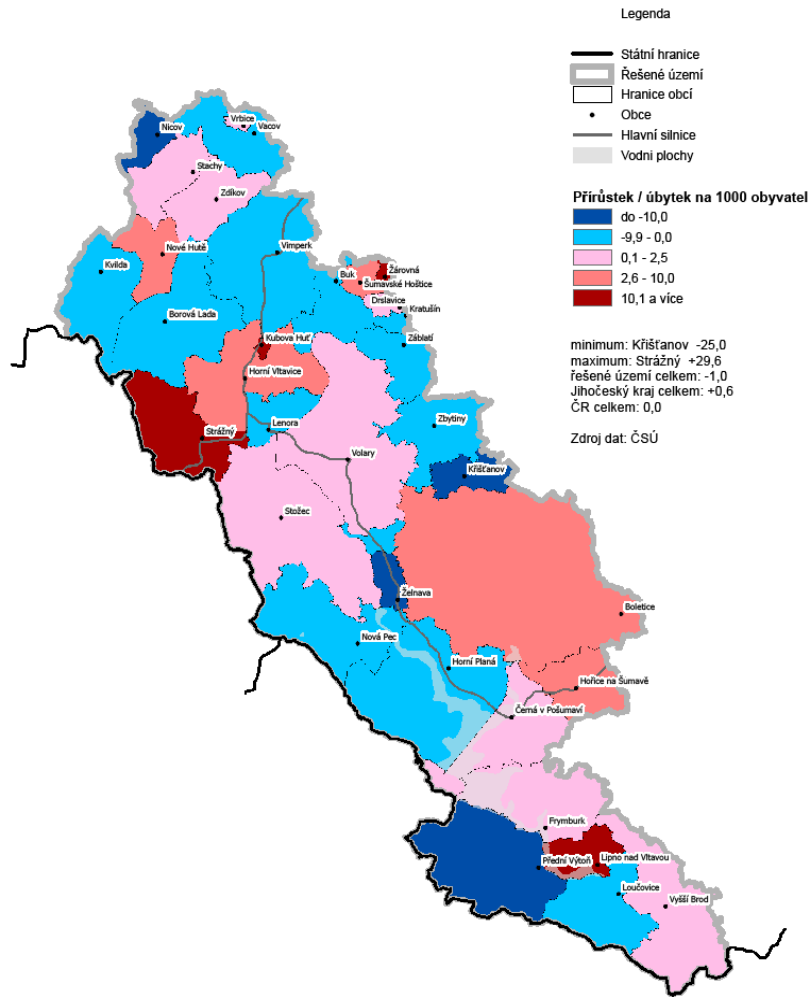 Legenda
Státní hranice
Řešené území
Hranice obcí
Obce
Hlavní silnice
Vodni plochy
Přírůstek / úbytek na 1000 obyvatel
do -10,0
-9,9 - 0,0
0,1 - 2,5
2,6 - 10,0
10,1 a více
minimum: Křišťanov -25,0
maximum: Strážný +29,6
řešené území celkem: -1,0
Jihočeský kraj celkem: +0,6
ČR celkem: 0,0
Zdroj dat: ČSÚ
Vrbice
Nicov
Vacov
Stachy
Zdíkov
Nové Hutě
Vimperk
Kvilda
Žárovná
Buk
Šumavské Hoštice
Drslavice
Kratušín
Borová Lada
Kubova Huť
Záblatí
Horní Vltavice
Zbytiny
Lenora
Strážný
Volary
Křišťanov
Stožec
Želnava
Boletice
Nová Pec
Horní Planá
Hořice na Šumavě
Černá v Pošumaví
Frymburk
Přední Výtoň
Lipno nad Vltavou
Loučovice
Vyšší Brod